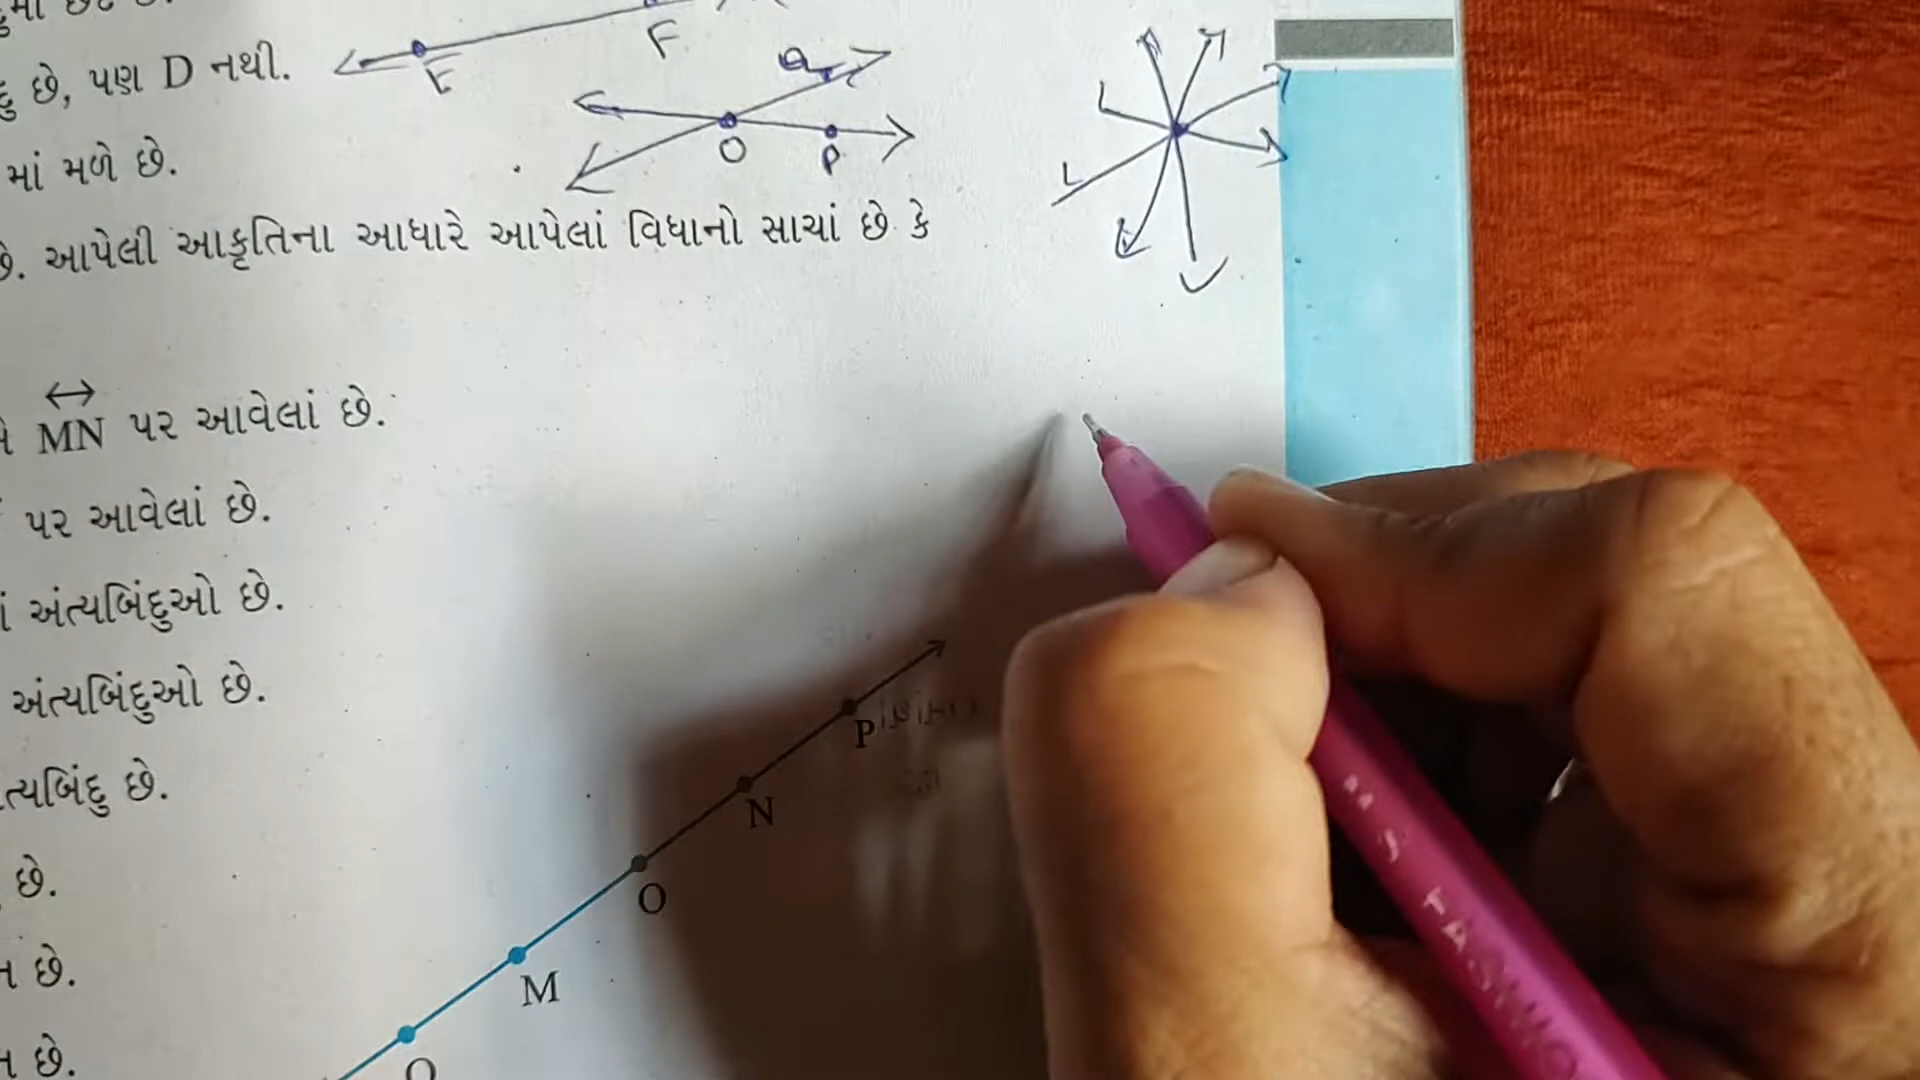 છે, પણ D નથી.
E
F
Q
O
P
માં મળે છે.
છે. આપેલી આકૃતિના આધારે આપેલાં વિધાનો સાચાં છે કે
MN પર આવેલાં છે.
પર આવેલાં છે.
અંત્યબિંદુઓ છે.
અંત્યબિંદુઓ છે.
ત્યબિંદુ છે.
છે.
છે.
છે.
P
N
O
M